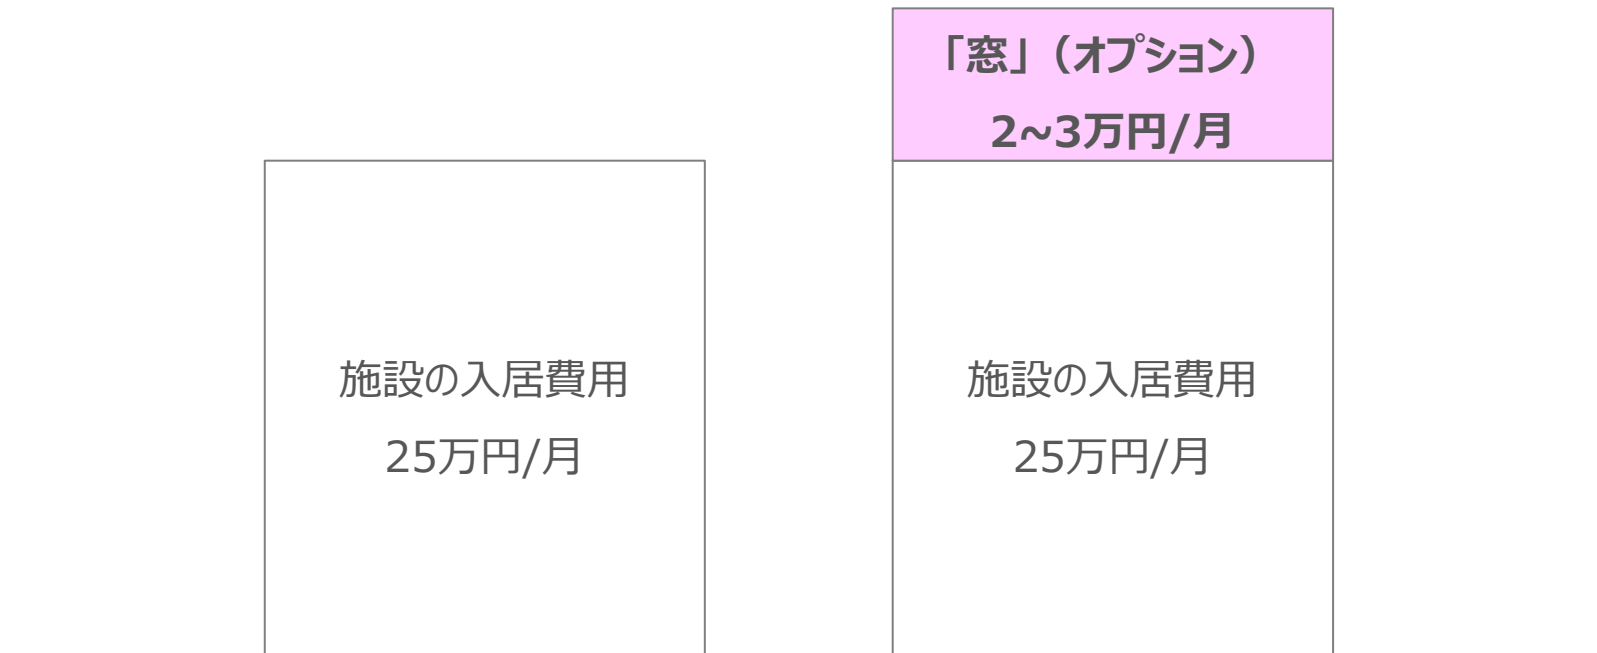 「窓」（オプション）
2~3万円/月
施設の入居費用
25万円/月
施設の入居費用
25万円/月